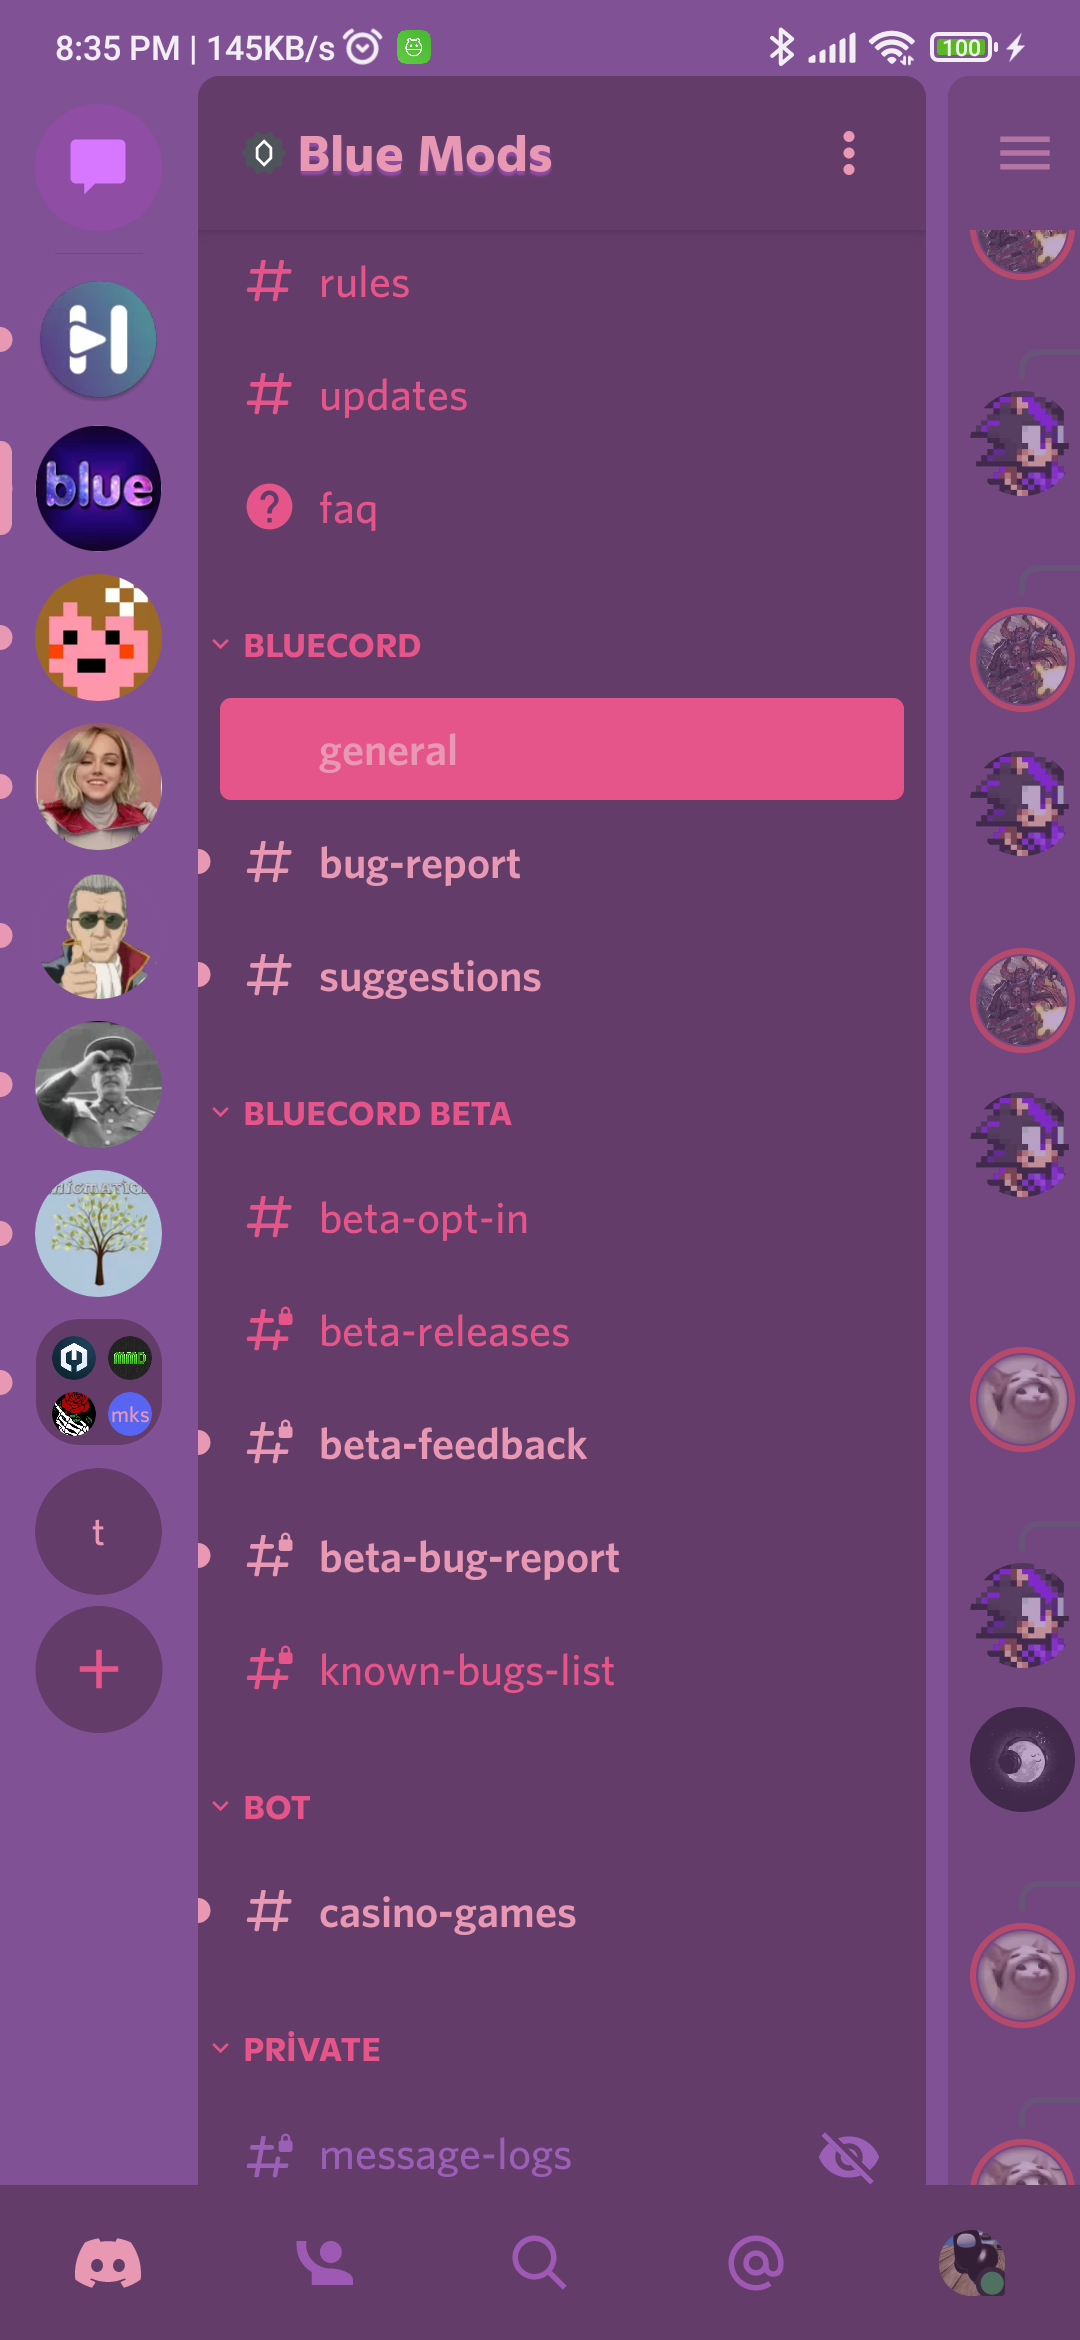 8:35 PM | 145KB/s
100
Blue Mods
rules
updates
faq
blue
BLUECORD
general
bug-report
suggestions
BLUECORD BETA
beta-opt-in
beta-releases
mmd
mks
beta-feedback
t
beta-bug-report
known-bugs-list
BOT
casino-games
PRİVATE
message-logs